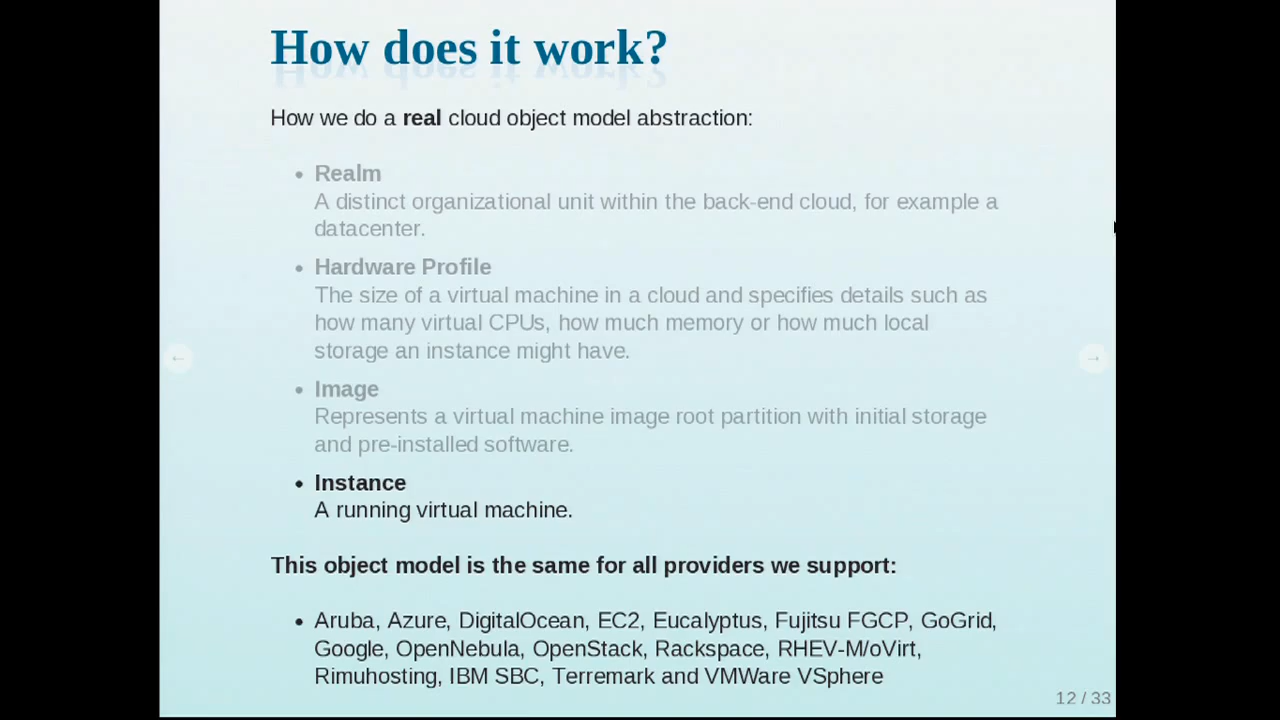 How does it work?
How we do a real cloud object model abstraction:
• Realm
A distinct organizational unit within the back-end cloud, for example a
datacenter.
• Hardware Profile
The size of a virtual machine in a cloud and specifies details such as
how many virtual CPUs, how much memory or how much local
storage an instance might have.
• Image
Represents a virtual machine image root partition with initial storage
and pre-installed software.
← →
• Instance
A running virtual machine.
This object model is the same for all providers we support:
• Aruba, Azure, DigitalOcean, EC2, Eucalyptus, Fujitsu FGCP, GoGrid,
Google, OpenNebula, OpenStack, Rackspace, RHEV-M/oVirt,
Rimuhosting, IBM SBC, Terremark and VMWare VSphere
12 / 33